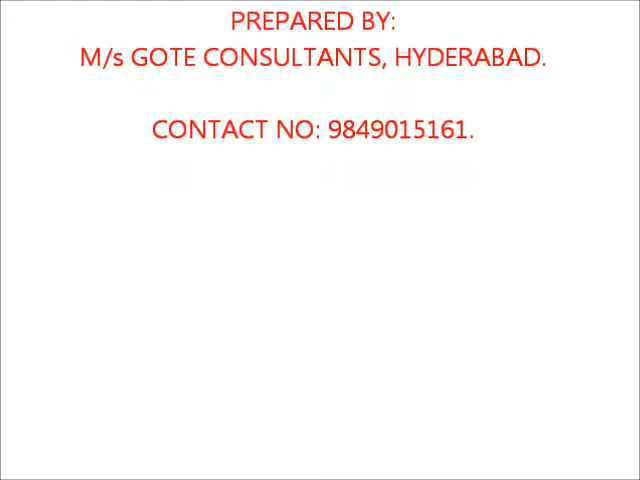 PREPARED BY:
M/s GOTE CONSULTANTS, HYDERABAD.
CONTACT NO: 9849015161.